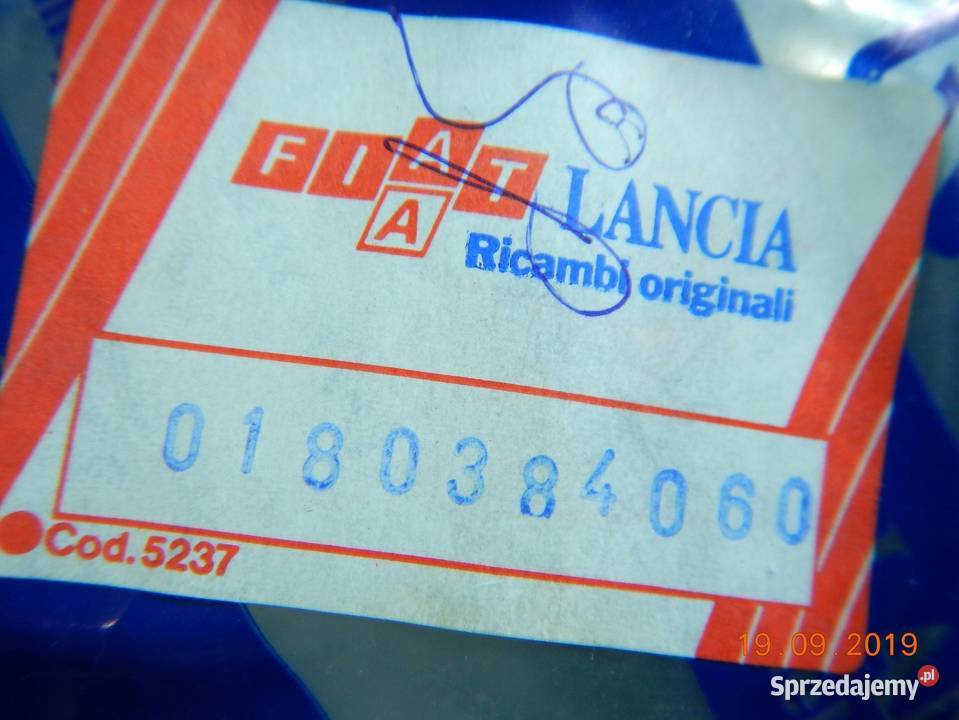 FIAT LANCIA
A
Ricambi originali
0180384060
Cod. 5237
19.09.2019
Sprzedajemy.pl